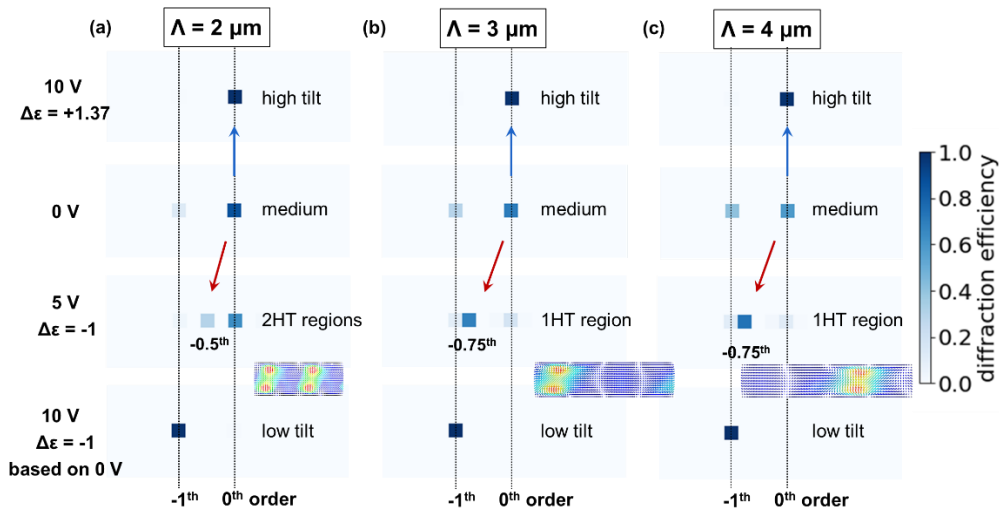 (a) Λ = 2 µm (b) Λ = 3 µm (c) Λ = 4 µm
10 V
Δε = +1.37
high tilt high tilt high tilt
0 V medium medium medium
5 V
Δε = -1
2HT regions 1HT region 1HT region
-0.5th -0.75th -0.75th
10 V
Δε = -1
based on 0 V
low tilt low tilt low tilt
-1th 0th order -1th 0th order -1th 0th order
1.0
0.8
0.6
0.4
0.2
0.0
diffraction efficiency